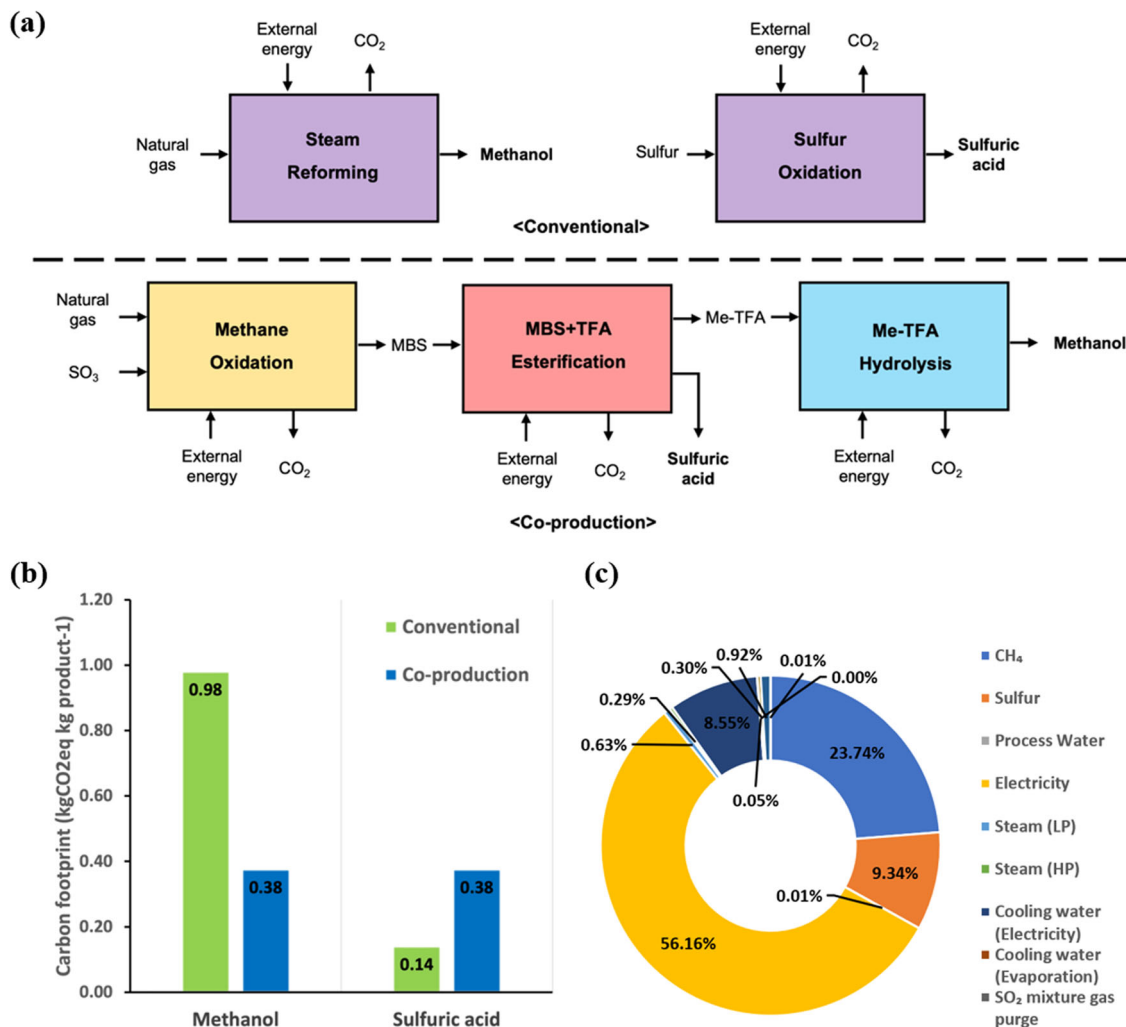 (a)
External
energy
CO₂
External
energy
CO₂
Natural
gas
Steam
Reforming
Methanol
Sulfur
Sulfur
Oxidation
Sulfuric
acid
<Conventional>
Natural
gas
SO₃
Methane
Oxidation
MBS
MBS+TFA
Esterification
Me-TFA
Me-TFA
Hydrolysis
Methanol
External
energy
CO₂
External
energy
CO₂
Sulfuric
acid
External
energy
CO₂
<Co-production>
(b)
Carbon footprint (kgCO2eq kg product-1)
1.20
1.00
0.80
0.60
0.40
0.20
0.00
Conventional
Co-production
0.98
0.38
0.14
0.38
Methanol
Sulfuric acid
(c)
0.30%
0.92%
0.01%
0.00%
0.29%
8.55%
0.63%
23.74%
0.05%
9.34%
0.01%
56.16%
CH₄
Sulfur
Process Water
Electricity
Steam (LP)
Steam (HP)
Cooling water
(Electricity)
Cooling water
(Evaporation)
SO₂ mixture gas
purge